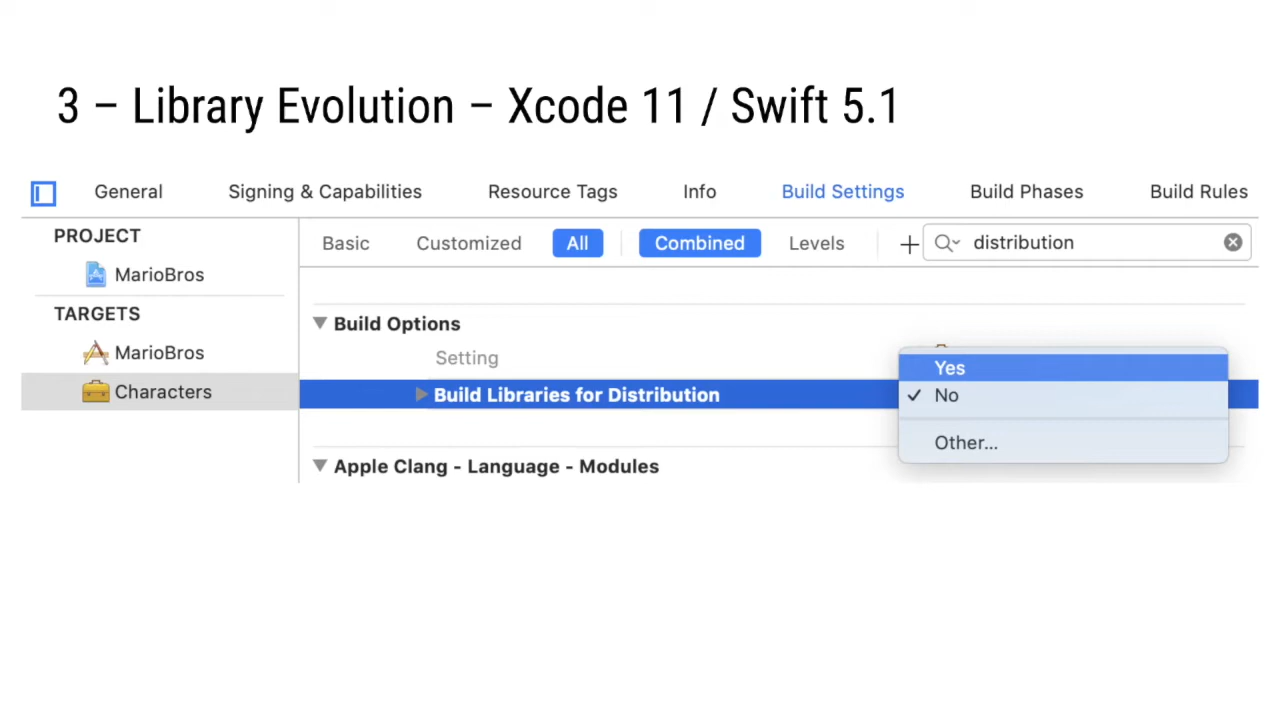 3 – Library Evolution – Xcode 11 / Swift 5.1
General Signing & Capabilities Resource Tags Info Build Settings Build Phases Build Rules
PROJECT
MarioBros
TARGETS
MarioBros
Characters
Basic Customized All Combined Levels + distribution
Build Options
Setting
Build Libraries for Distribution
Yes
No
Other...
Apple Clang - Language - Modules